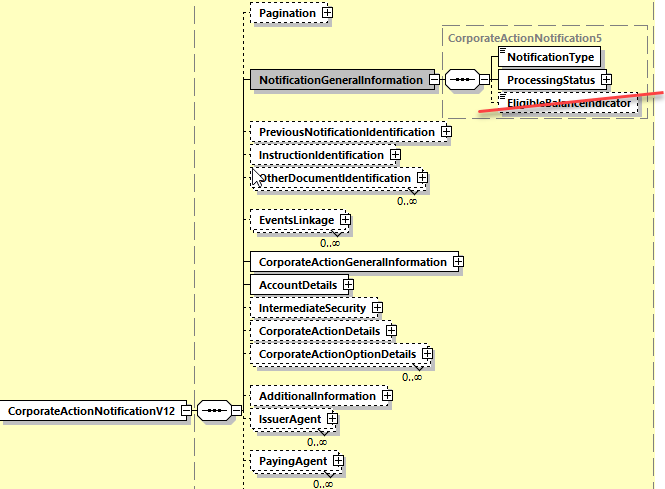 Pagination
CorporateActionNotification5
NotificationType
NotificationGeneralInformation
ProcessingStatus
EligibleBalanceIndicator
PreviousNotificationIdentification
InstructionIdentification
OtherDocumentIdentification
0..∞
EventsLinkage
0..∞
CorporateActionGeneralInformation
AccountDetails
IntermediateSecurity
CorporateActionDetails
CorporateActionOptionDetails
0..∞
AdditionalInformation
CorporateActionNotificationV12
IssuerAgent
0..∞
PayingAgent
0..∞